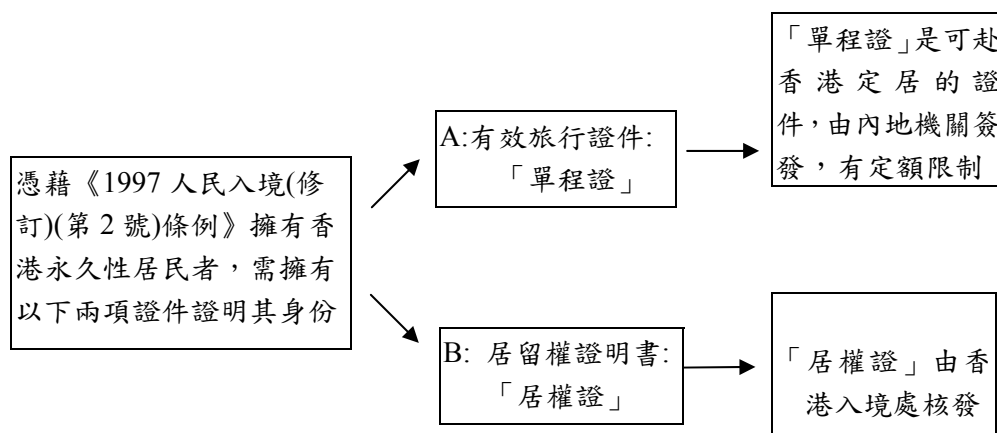 憑藉《1997 人民入境(修
訂)(第 2 號)條例》擁有香
港永久性居民者，需擁有
以下兩項證件證明其身份
A:有效旅行證件:
「單程證」
「單程證」是可赴
香港定居的證
件，由內地機關簽
發，有定額限制
B: 居留權證明書:
「居權證」
「居權證」由香
港入境處核發